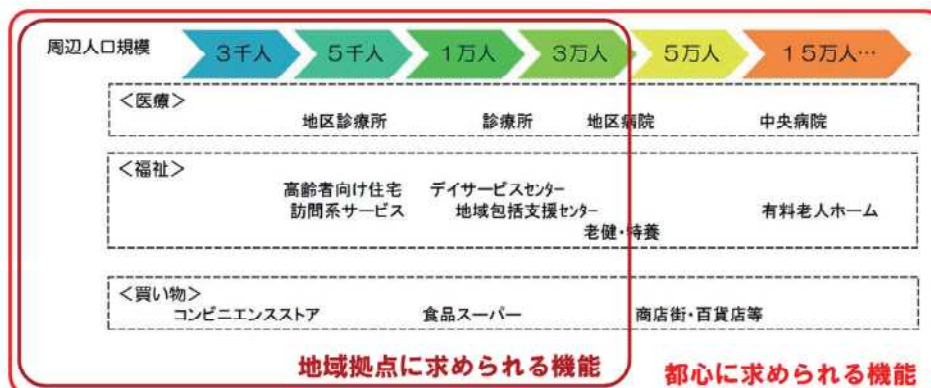 周辺人口規模 3千人 5千人 1万人 3万人 5万人 15万人…
<医療>
地区診療所 診療所 地区病院 中央病院
<福祉>
高齢者向け住宅 デイサービスセンター
訪問系サービス 地域包括支援センター 有料老人ホーム
老健・特養
<買い物>
コンビニエンスストア 食品スーパー 商店街・百貨店等
地域拠点に求められる機能 都心に求められる機能